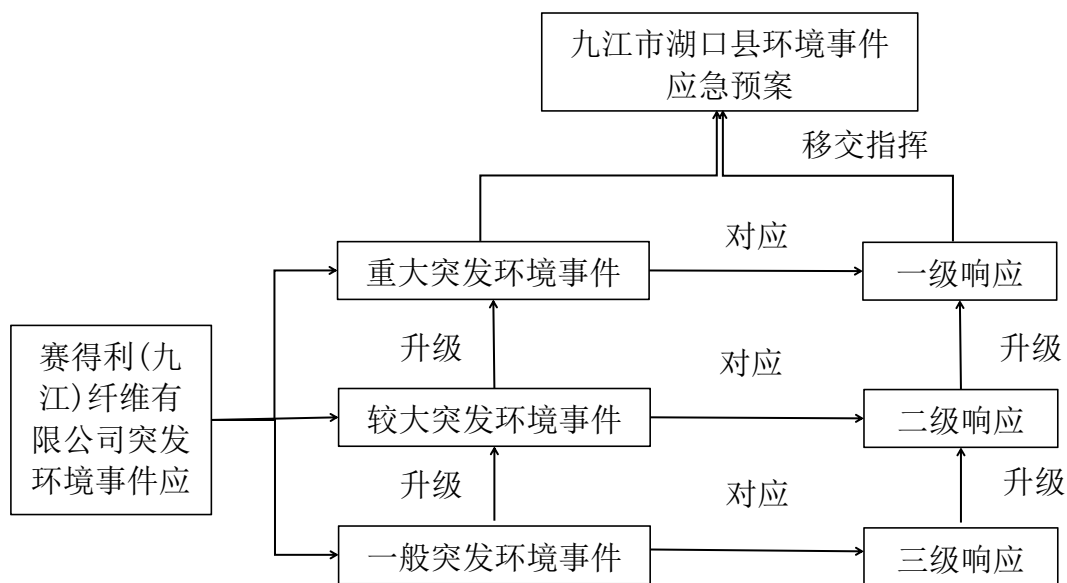 九江市湖口县环境事件
应急预案
移交指挥
对应
重大突发环境事件
一级响应
升级
升级
赛得利(九
江)纤维有
限公司突发
环境事件应
对应
较大突发环境事件
二级响应
升级
升级
对应
一般突发环境事件
三级响应